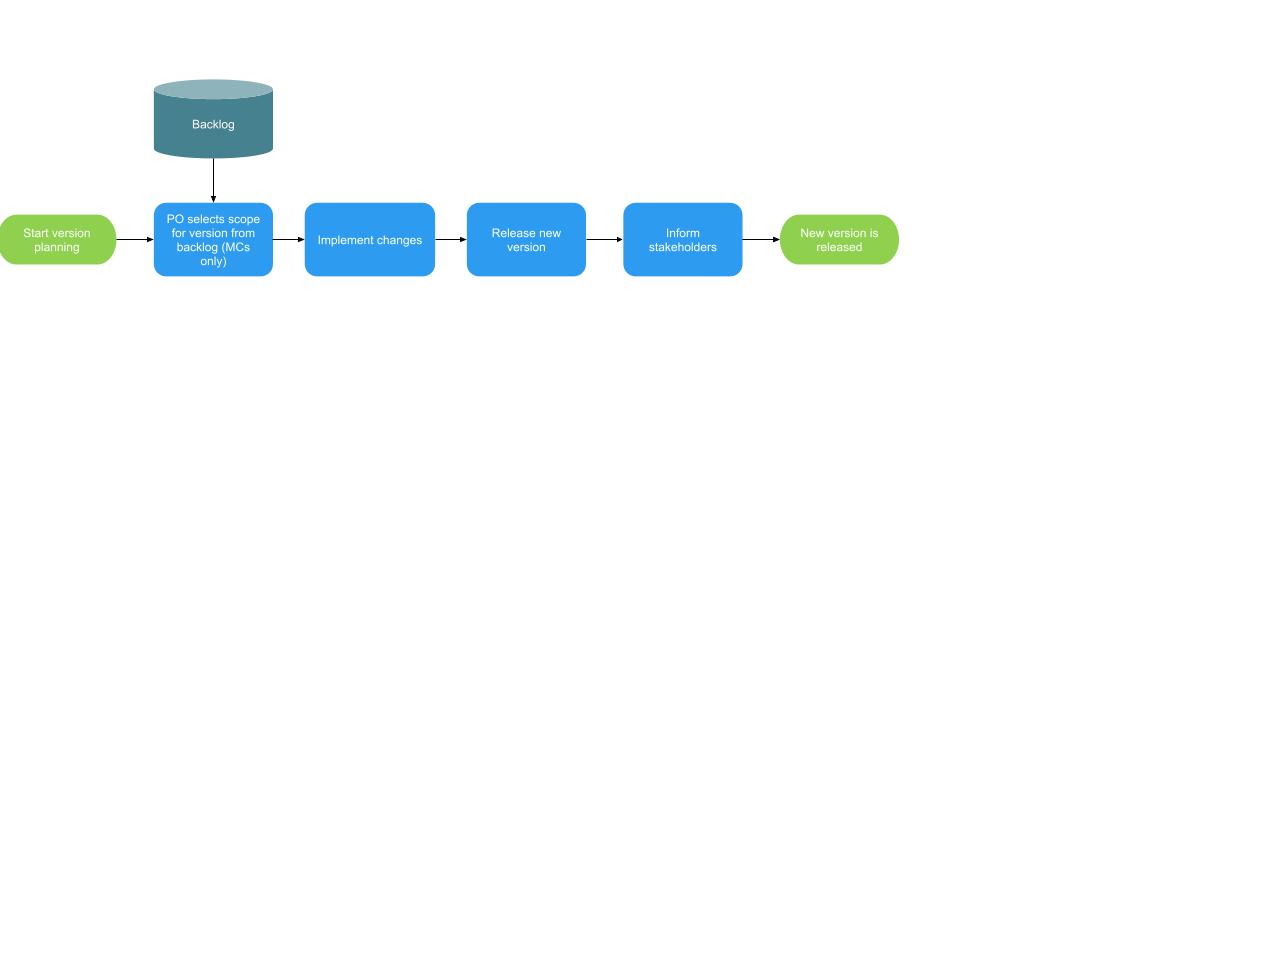 Backlog
Start version
planning
PO selects scope
for version from
backlog (MCs
only)
Implement changes
Release new
version
Inform
stakeholders
New version is
released